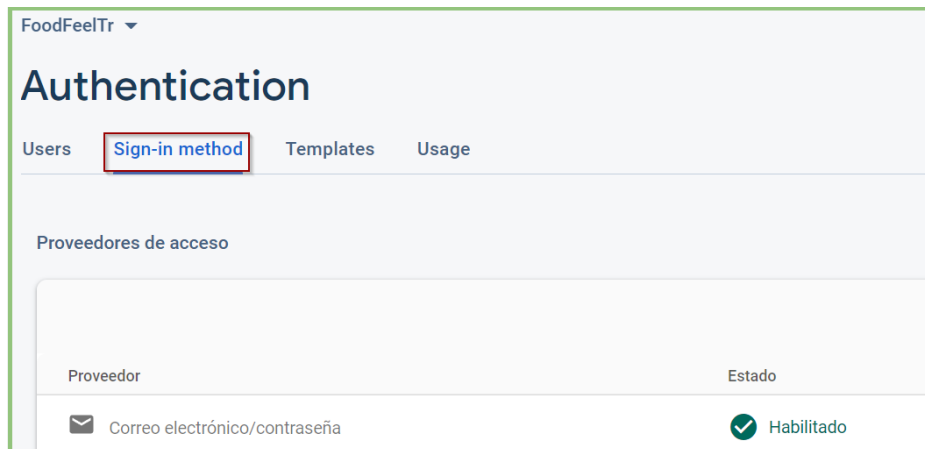 FoodFeelTr
Authentication
Users Sign-in method Templates Usage
Proveedores de acceso
Proveedor Estado
Correo electrónico/contraseña Habilitado